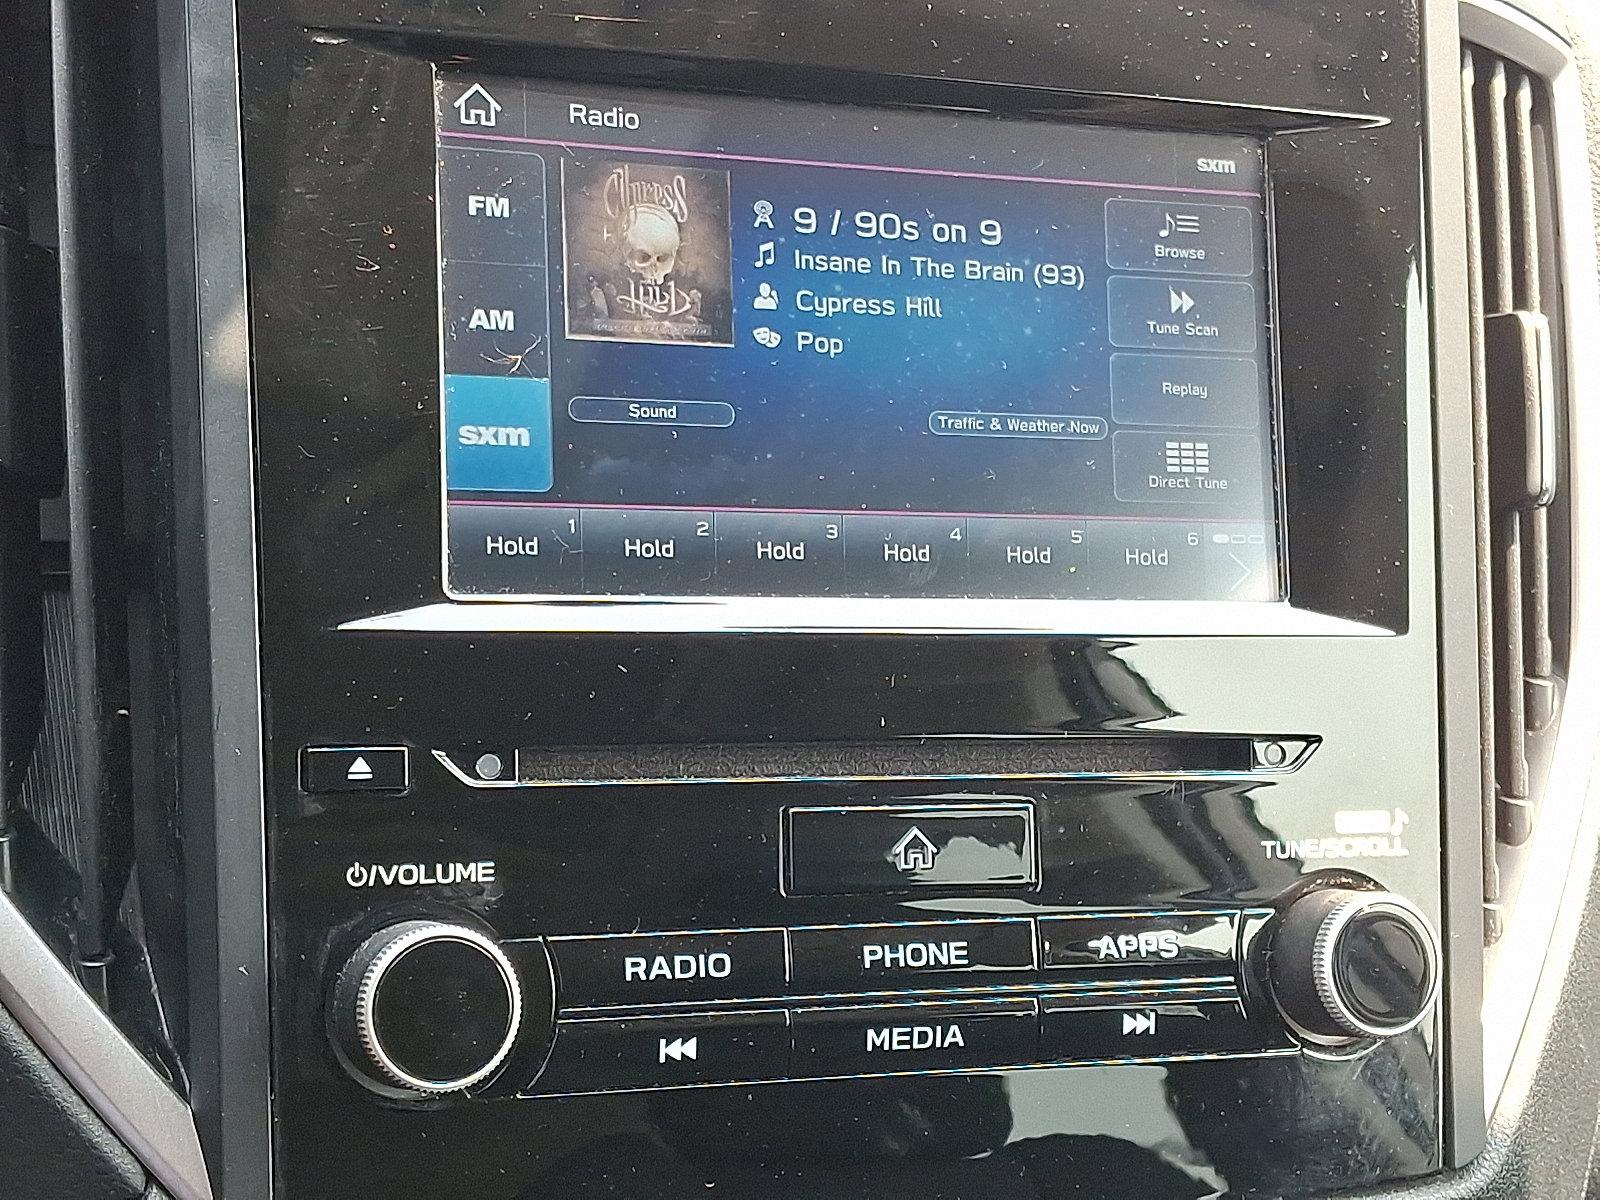 Radio
sxm
FM
AM
sxm
Cypress
Hill
9 / 90s on 9
Insane In The Brain (93)
Cypress Hill
Pop
Sound
Traffic & Weather Now
Browse
Tune Scan
Replay
Direct Tune
1 Hold
2 Hold
3 Hold
4 Hold
5 Hold
6 Hold
/VOLUME
TUNE/SCROLL
RADIO
PHONE
APPS
MEDIA